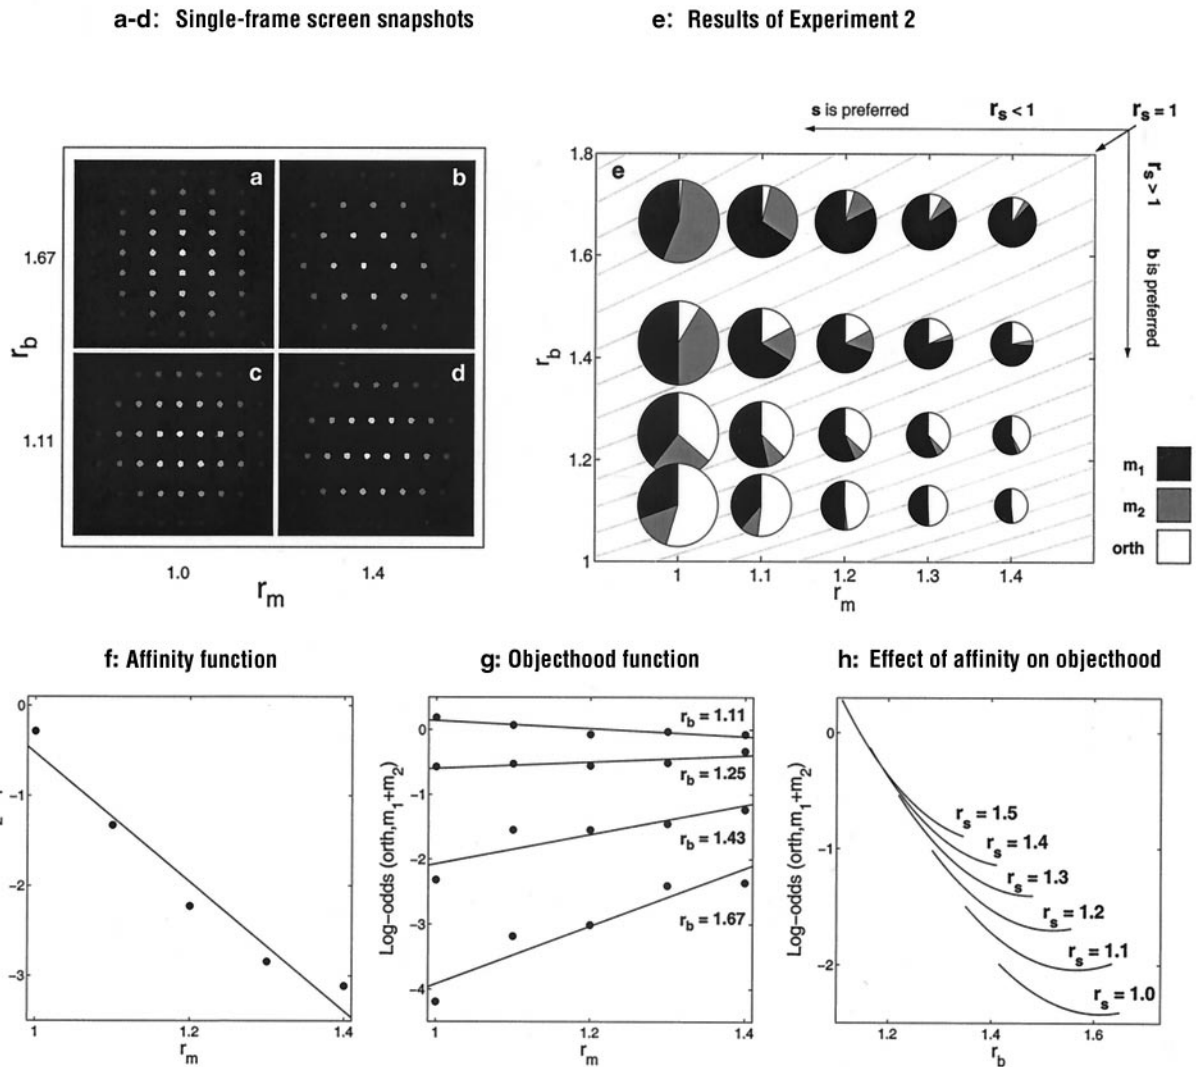 a-d: Single-frame screen snapshots
e: Results of Experiment 2
s is preferred
r_s < 1
r_s = 1
r_s > 1
b is preferred
a
b
c
d
1.67
1.11
r_b
1.0
1.4
r_m
e
1.8
1.6
1.4
1.2
1
r_b
1
1.1
1.2
1.3
1.4
r_m
m_1
m_2
orth
f: Affinity function
0
−1
−2
−3
1
1.2
1.4
r_m
g: Objecthood function
Log−odds (orth,m_1+m_2)
0
−1
−2
−3
−4
r_b = 1.11
r_b = 1.25
r_b = 1.43
r_b = 1.67
1
1.2
1.4
r_m
h: Effect of affinity on objecthood
Log−odds (orth,m_1+m_2)
0
−1
−2
r_s = 1.5
r_s = 1.4
r_s = 1.3
r_s = 1.2
r_s = 1.1
r_s = 1.0
1.2
1.4
1.6
r_b